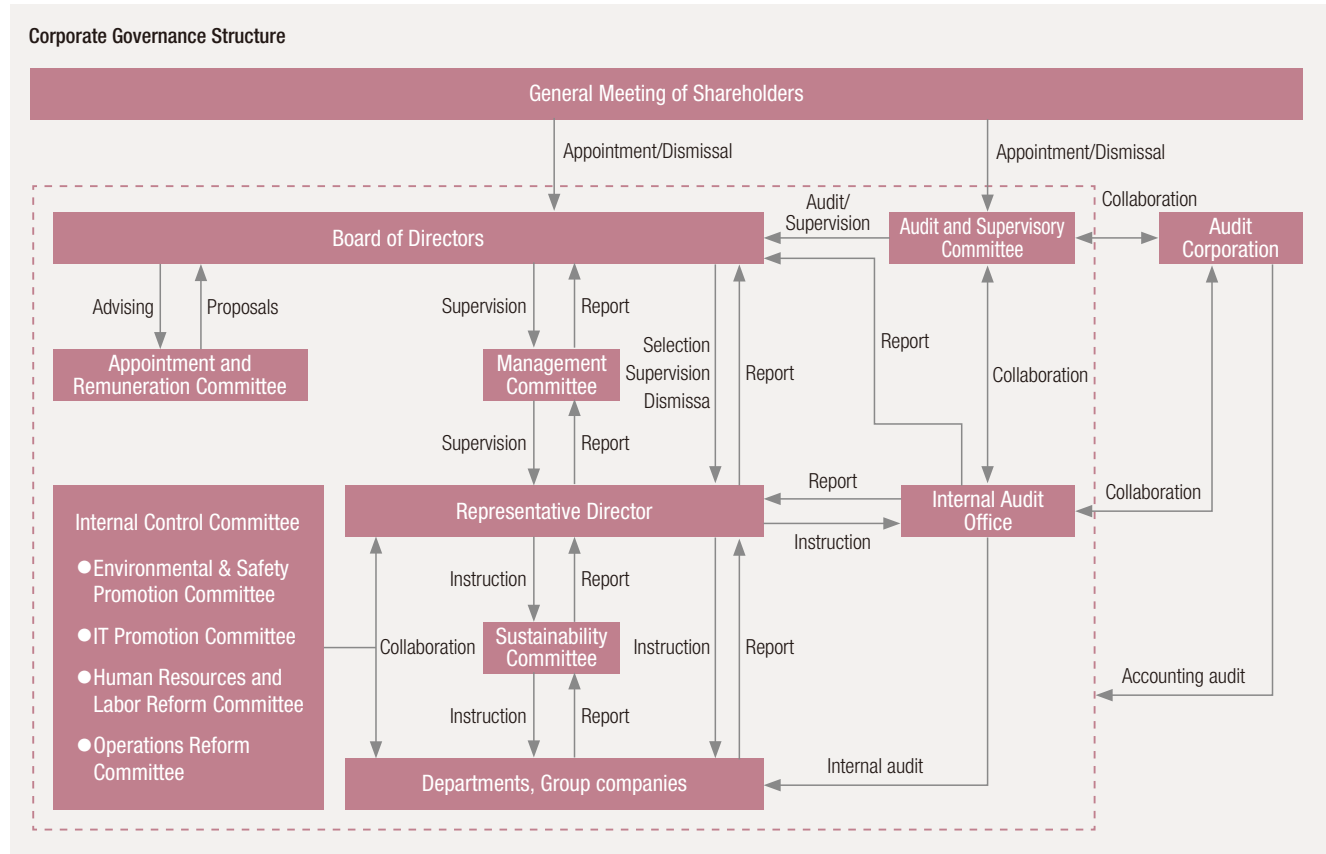 Corporate Governance Structure
General Meeting of Shareholders
Appointment/Dismissal
Appointment/Dismissal
Board of Directors
Audit/
Supervision
Audit and Supervisory
Committee
Collaboration
Audit
Corporation
Advising
Proposals
Supervision
Report
Selection
Supervision
Dismissa
Report
Report
Collaboration
Appointment and
Remuneration Committee
Management
Committee
Supervision
Report
Internal Control Committee
●Environmental & Safety
Promotion Committee
●IT Promotion Committee
●Human Resources and
Labor Reform Committee
●Operations Reform
Committee
Representative Director
Report
Instruction
Internal Audit
Office
Collaboration
Instruction
Report
Collaboration
Sustainability
Committee
Instruction
Report
Instruction
Report
Accounting audit
Departments, Group companies
Internal audit